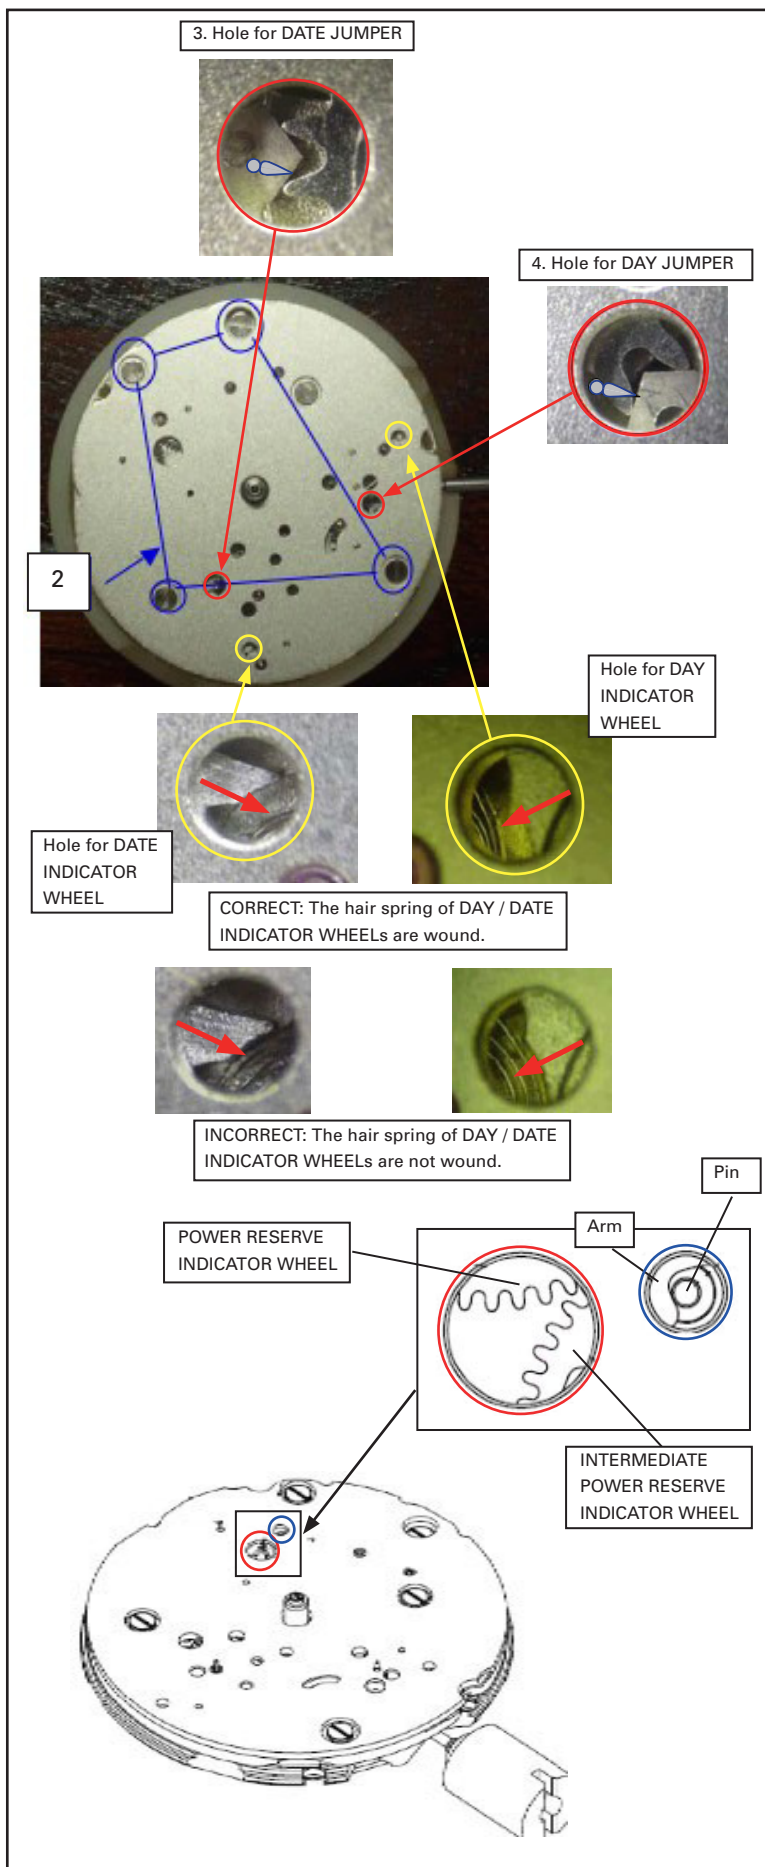 3. Hole for DATE JUMPER
4. Hole for DAY JUMPER
2
Hole for DAY
INDICATOR
WHEEL
Hole for DATE
INDICATOR
WHEEL
CORRECT: The hair spring of DAY / DATE
INDICATOR WHEELs are wound.
INCORRECT: The hair spring of DAY / DATE
INDICATOR WHEELs are not wound.
Pin
Arm
POWER RESERVE
INDICATOR WHEEL
INTERMEDIATE
POWER RESERVE
INDICATOR WHEEL